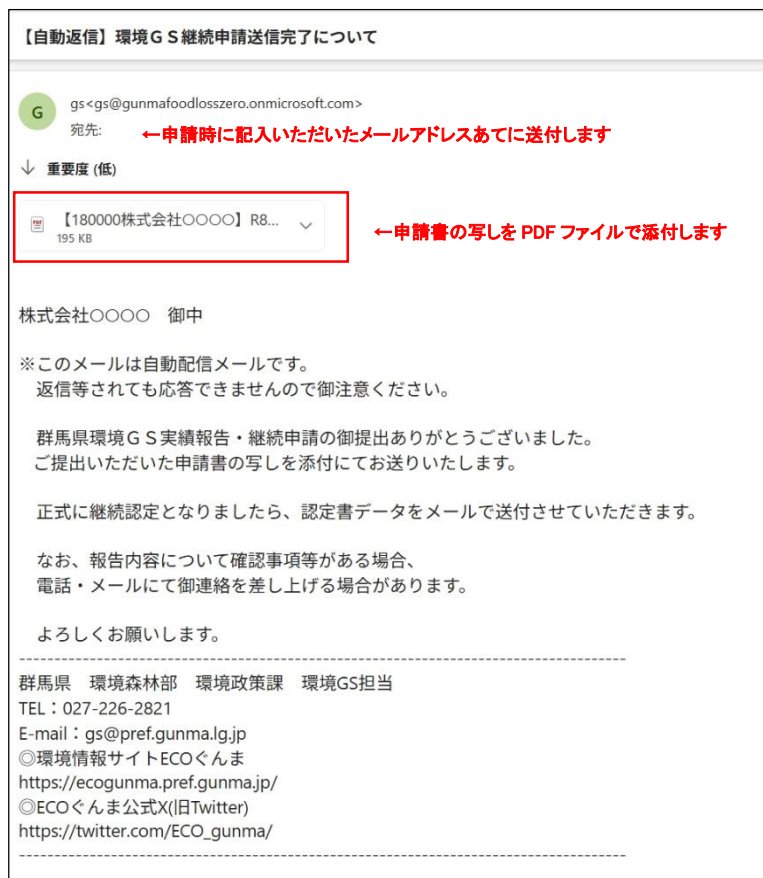 【自動返信】環境GS継続申請送信完了について
G
gs<gs@gunmafoodlosszero.onmicrosoft.com>
宛先: ←申請時に記入いただいたメールアドレスあてに送付します
↓ 重要度 (低)
PDF 【180000株式会社○○○○】R8...
195 KB
←申請書の写しを PDF ファイルで添付します
株式会社○○○○　御中
※このメールは自動配信メールです。
返信等されても応答できませんので御注意ください。
群馬県環境GS実績報告・継続申請の御提出ありがとうございました。
ご提出いただいた申請書の写しを添付にてお送りいたします。
正式に継続認定となりましたら、認定書データをメールで送付させていただきます。
なお、報告内容について確認事項等がある場合、
電話・メールにて御連絡を差し上げる場合があります。
よろしくお願いします。
--------------------------------------------------------------------------------
群馬県　環境森林部　環境政策課　環境GS担当
TEL：027-226-2821
E-mail：gs@pref.gunma.lg.jp
◎環境情報サイトECOぐんま
https://ecogunma.pref.gunma.jp/
◎ECOぐんま公式X(旧Twitter)
https://twitter.com/ECO_gunma/
--------------------------------------------------------------------------------